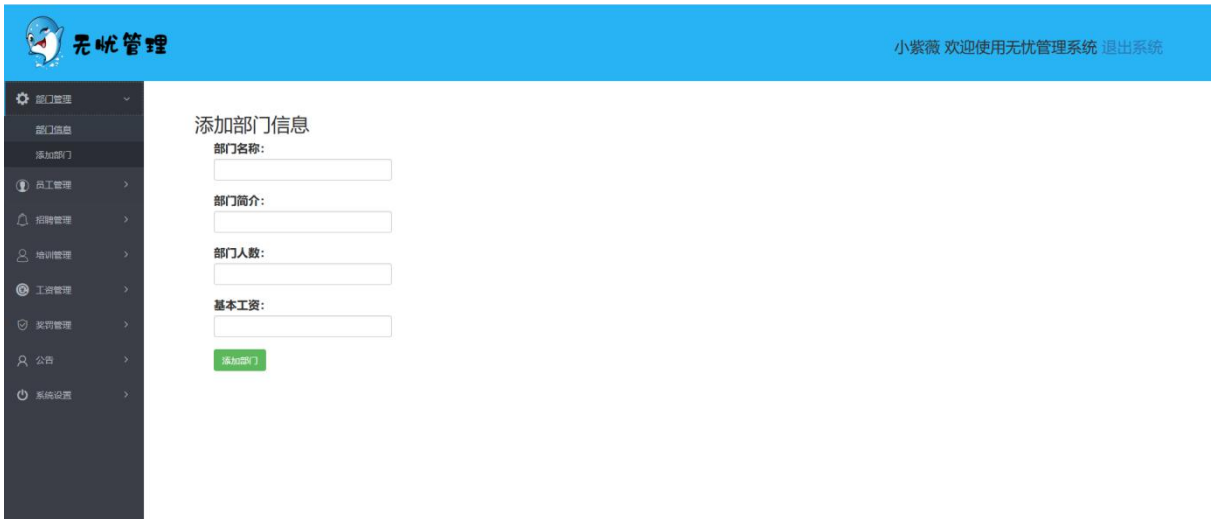 无忧管理
小紫薇 欢迎使用无忧管理系统 退出系统
部门管理
部门信息
添加部门
员工管理
招聘管理
培训管理
工资管理
奖罚管理
公告
系统设置
添加部门信息
部门名称：
部门简介：
部门人数：
基本工资：
添加部门